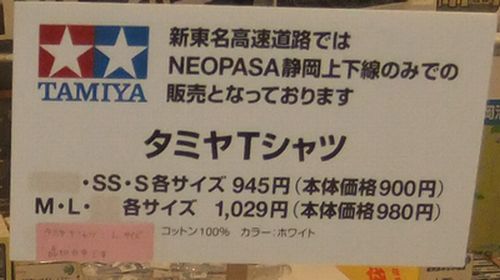 新東名高速道路では
NEOPASA静岡上下線のみでの
販売となっております
TAMIYA
タミヤTシャツ
・SS・S各サイズ 945円(本体価格900円)
M・L・ 各サイズ 1,029円(本体価格980円)
コットン100% カラー:ホワイト